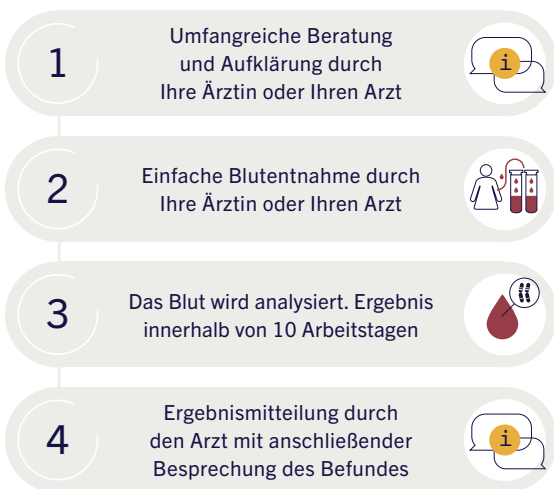 1
Umfangreiche Beratung
und Aufklärung durch
Ihre Ärztin oder Ihren Arzt
i
2
Einfache Blutentnahme durch
Ihre Ärztin oder Ihren Arzt
3
Das Blut wird analysiert. Ergebnis
innerhalb von 10 Arbeitstagen
4
Ergebnismitteilung durch
den Arzt mit anschließender
Besprechung des Befundes
i